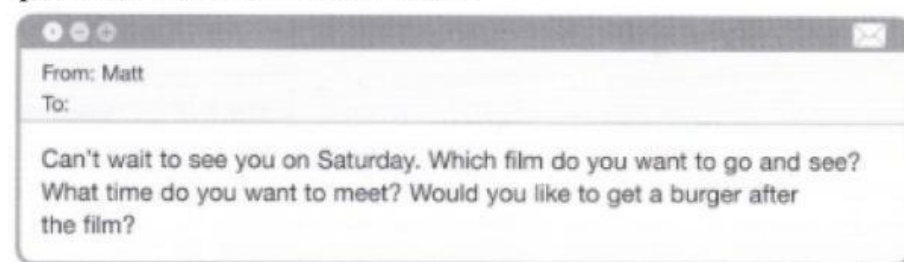 From: Matt
To:
Can't wait to see you on Saturday. Which film do you want to go and see?
What time do you want to meet? Would you like to get a burger after
the film?